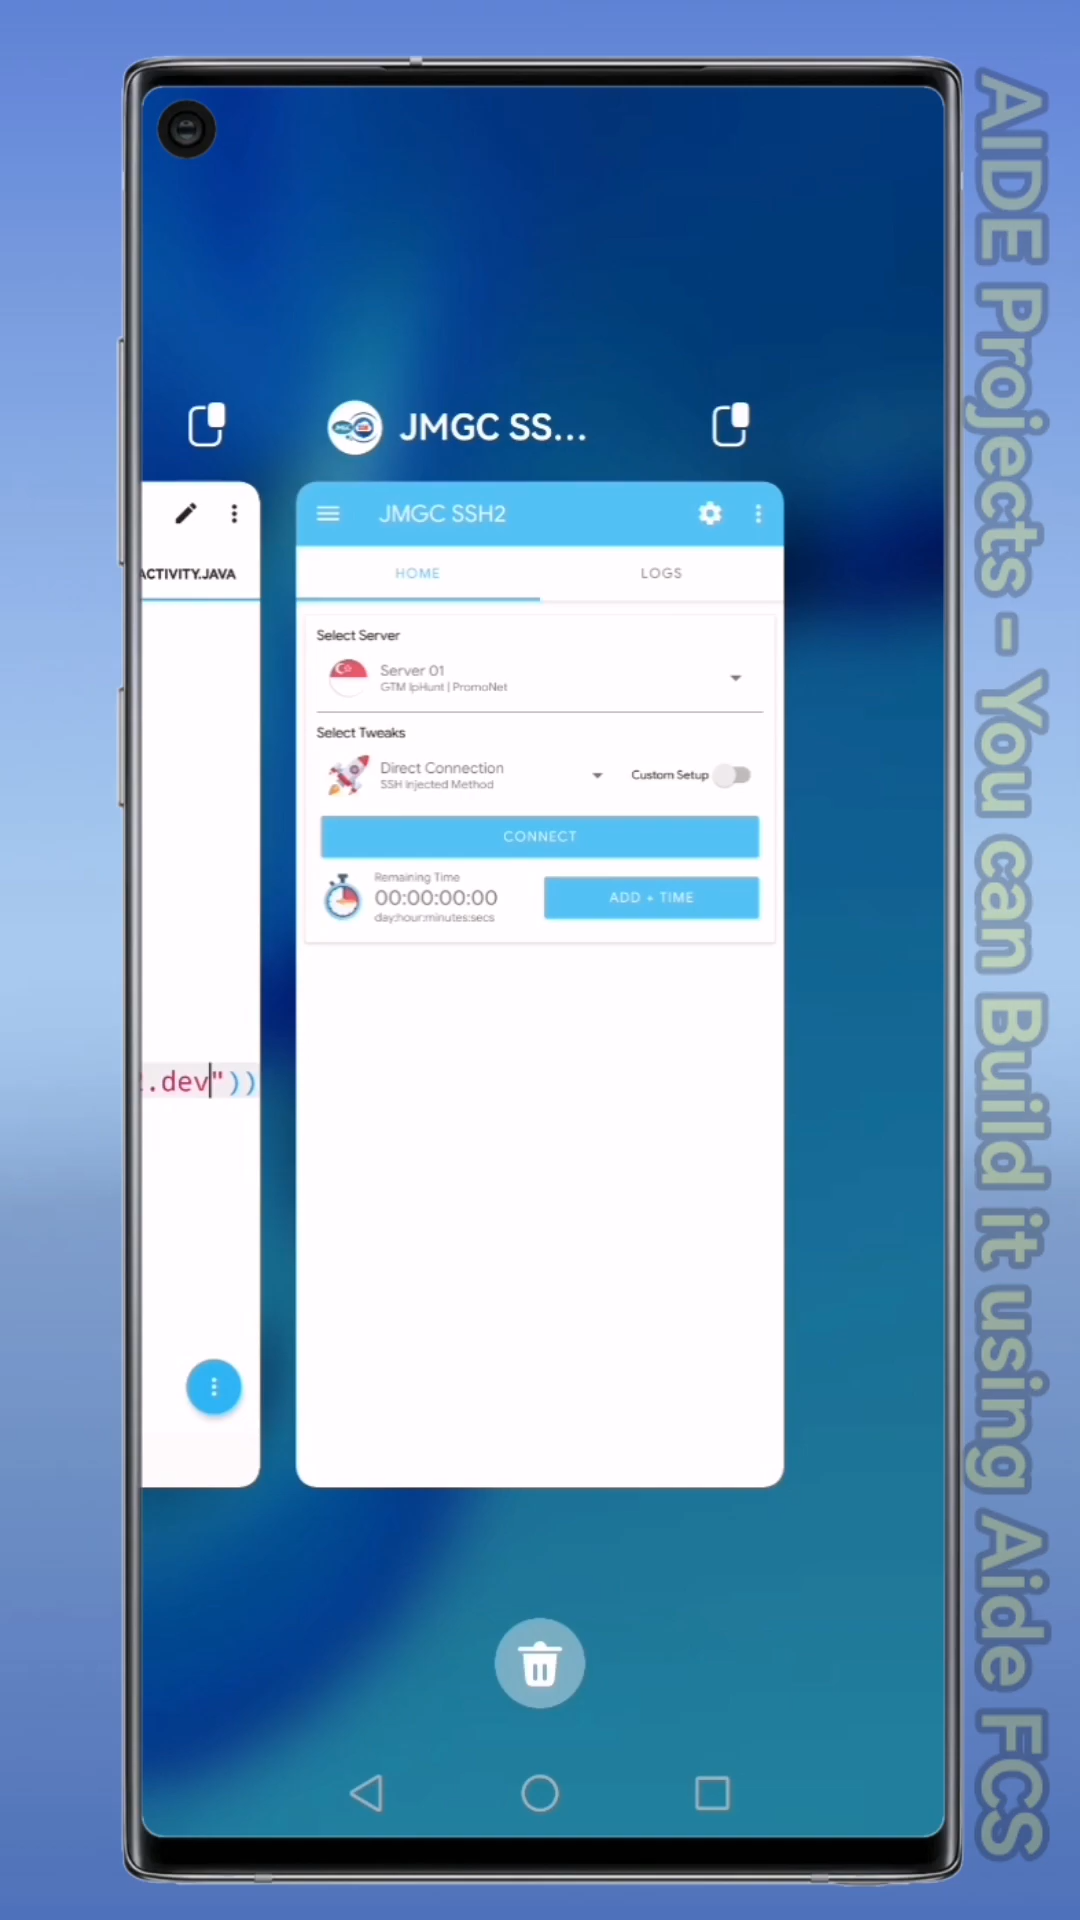 JMGC SS...
ACTIVITY.JAVA
.dev"))
JMGC SSH2
HOME
LOGS
Select Server
Server 01
GTM IpHunt | PromoNet
Select Tweaks
Direct Connection
SSH Injected Method
Custom Setup
CONNECT
Remaining Time
00:00:00:00
day:hour:minutes:secs
ADD + TIME
AIDE Projects - You can Build it using Aide FCS